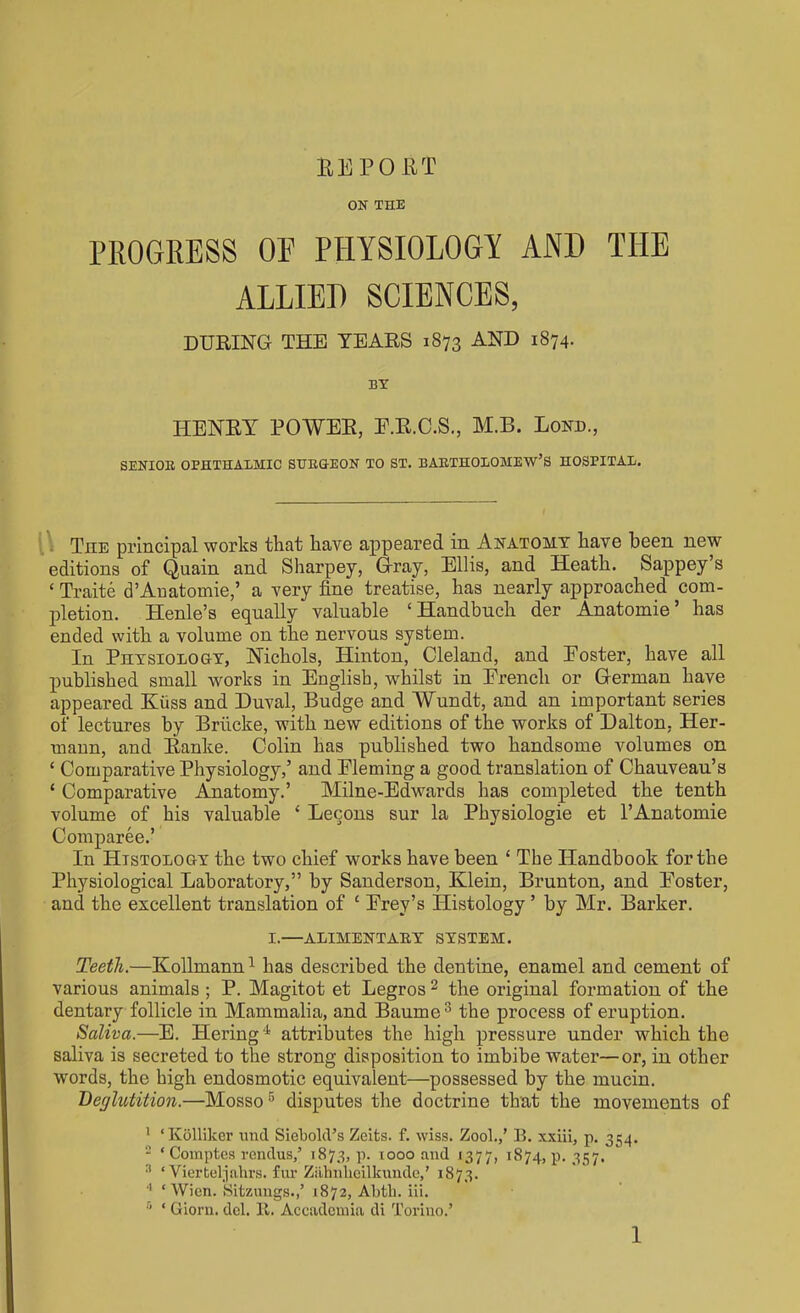 REPORT
ON THE
PROGRESS OF PHYSIOLOGY AND THE
ALLIED SCIENCES,
DURING THE YEARS 1873 AND 1874.
BY
HENRY POWER, F.R.C.S., M.B. LOND.,
SENIOR OPHTHALMIC SURGEON TO ST. BARTHOLOMEW'S HOSPITAL.
THE principal works that have appeared in ANATOMY have been new
editions of Quain and Sharpey, Gray, Ellis, and Heath. Sappey's
‘Traité d'Anatomie,’ a very fine treatise, has nearly approached com-
pletion. Henle's equally valuable ‘Handbuch der Anatomie’ has
ended with a volume on the nervous system.
In PHYSIOLOGY, Nichols, Hinton, Cleland, and Foster, have all
published small works in English, whilst in French or German have
appeared Küss and Duval, Budge and Wundt, and an important series
of lectures by Brücke, with new editions of the works of Dalton, Her-
mann, and Ranke. Colin has published two handsome volumes on
‘Comparative Physiology,’ and Fleming a good translation of Chauveau's
‘Comparative Anatomy.’ Milne-Edwards has completed the tenth
volume of his valuable ‘Leçons sur la Physiologie et l'Anatomie
Comparée.’
In HISTOLOGY the two chief works have been ‘The Handbook for the
Physiological Laboratory,” by Sanderson, Klein, Brunton, and Foster,
and the excellent translation of ‘Frey's Histology’ by Mr. Barker.
I.—ALIMENTARY SYSTEM.
Teeth.—Kollmann¹ has described the dentine, enamel and cement of
various animals; P. Magitot et Legros² the original formation of the
dentary follicle in Mammalia, and Baume³ the process of eruption.
Saliva.—E. Hering⁴ attributes the high pressure under which the
saliva is secreted to the strong disposition to imbibe water—or, in other
words, the high endosmotic equivalent—possessed by the mucin.
Deglutition.—Mosso⁵ disputes the doctrine that the movements of
¹ ‘Kölliker und Siebold's Zeits. f. wiss. Zool.,’ B. xxiii, p. 354.
² ‘Comptes rendus,’ 1873, p. 1000 and 1377, 1874, p. 357.
³ ‘Vierteljahrs. fur Zähnheilkunde,’ 1873.
⁴ ‘Wien. Sitzungs.,’ 1872, Abth. iii.
⁵ ‘Giorn. del. R. Accademia di Torino.’
1